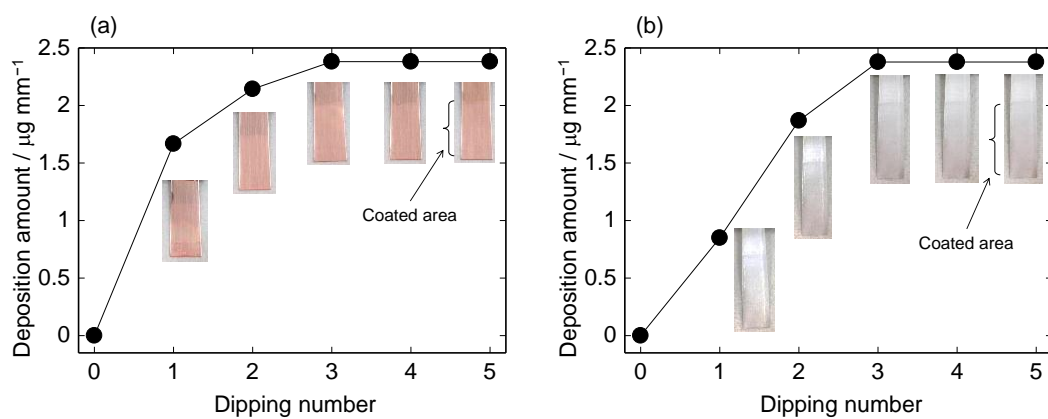 (a)
Deposition amount / µg mm⁻¹
2.5
2
1.5
1
0.5
0
Coated area
0 1 2 3 4 5
Dipping number
(b)
Deposition amount / µg mm⁻¹
2.5
2
1.5
1
0.5
0
Coated area
0 1 2 3 4 5
Dipping number